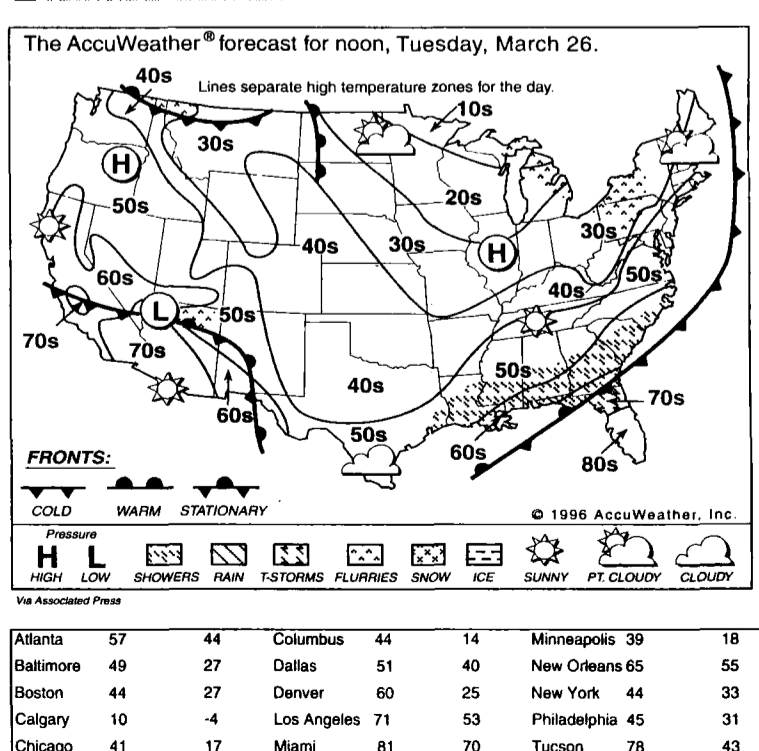 The AccuWeather® forecast for noon, Tuesday, March 26.
Lines separate high temperature zones for the day.
40s
10s
30s
H
20s
50s
30s
40s
30s
H
50s
60s
40s
L
50s
70s
70s
50s
40s
70s
60s
50s
60s
80s
FRONTS:
COLD WARM STATIONARY
© 1996 AccuWeather, Inc.
Pressure
H L
HIGH LOW SHOWERS RAIN T-STORMS FLURRIES SNOW ICE SUNNY PT. CLOUDY CLOUDY
Via Associated Press
Atlanta 57 44 Columbus 44 14 Minneapolis 39 18
Baltimore 49 27 Dallas 51 40 New Orleans 65 55
Boston 44 27 Denver 60 25 New York 44 33
Calgary 10 -4 Los Angeles 71 53 Philadelphia 45 31
Chicago 41 17 Miami 81 70 Tucson 78 43